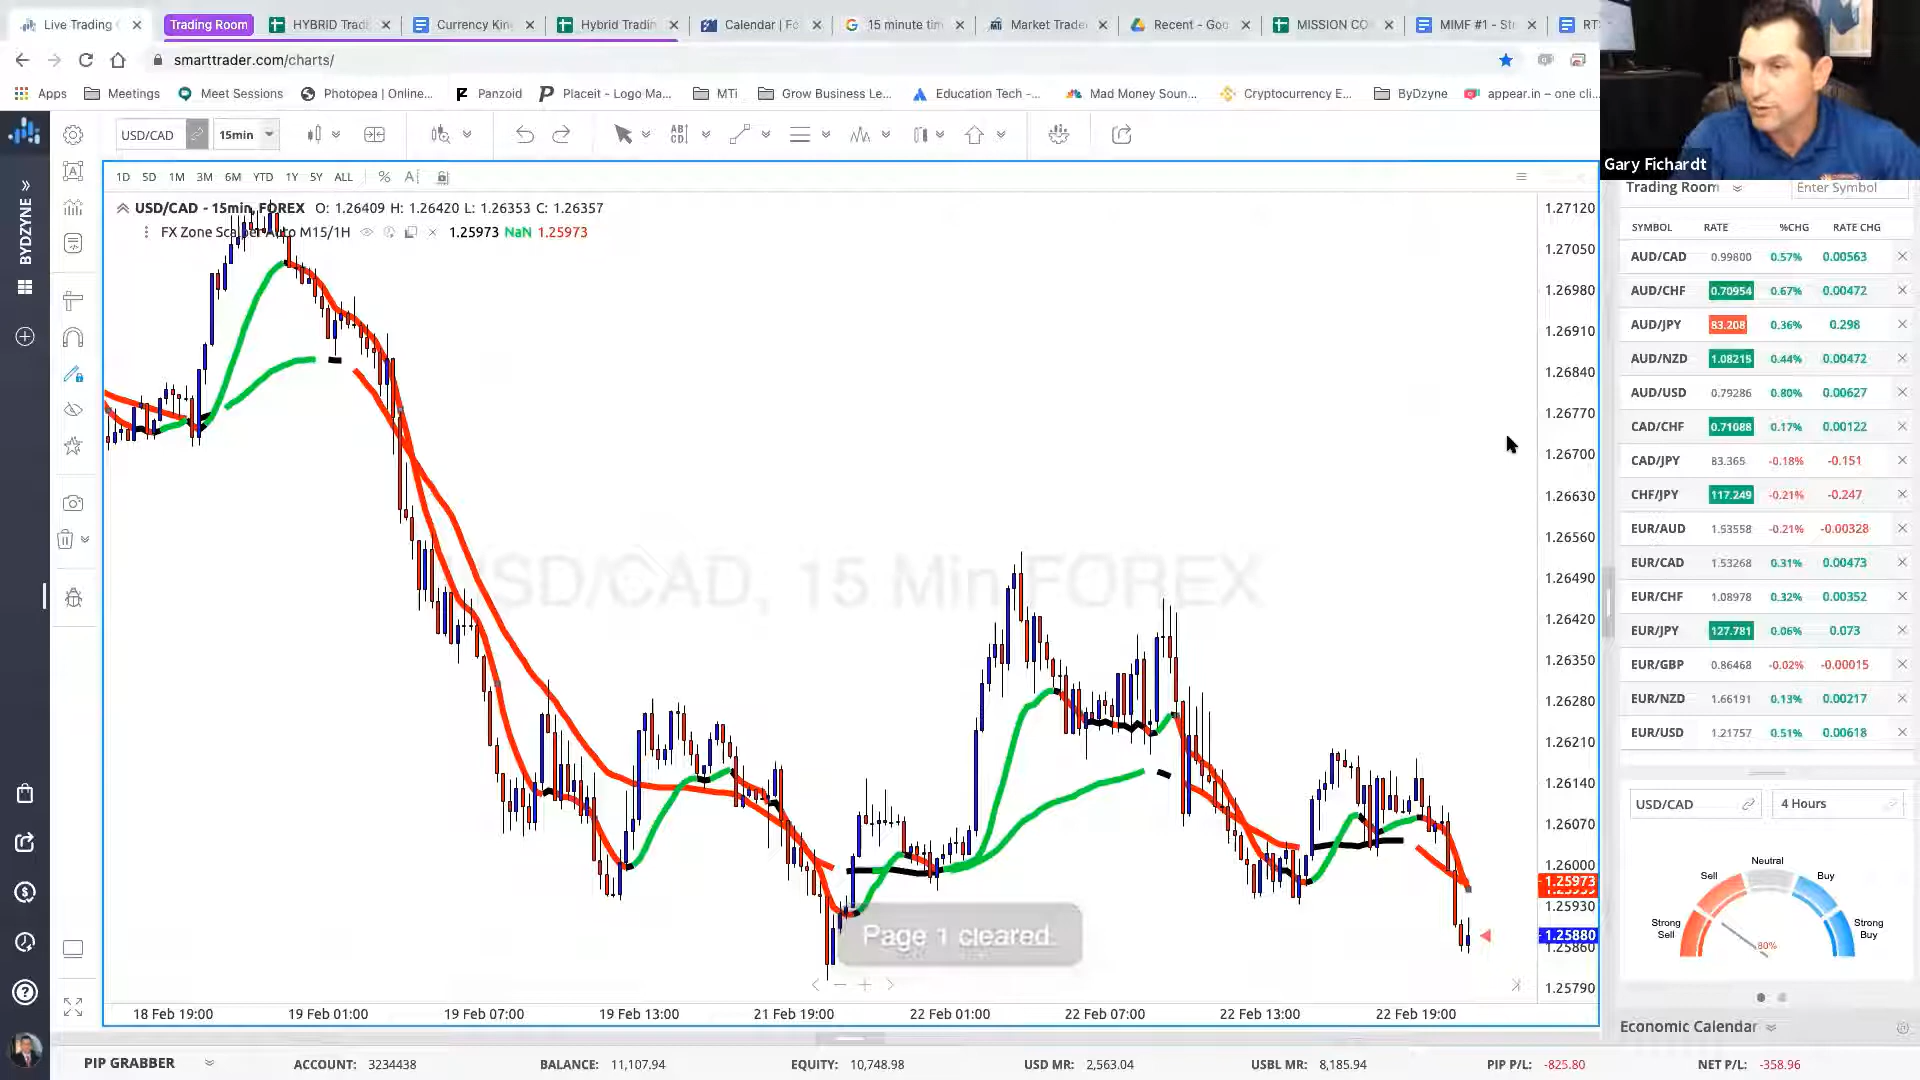 Live Trading
Trading Room
HYBRID Tradi
Currency Kin
Hybrid Tradin
Calendar | Fo
15 minute tim
Market Trade
Recent - Goo
MISSION CO
MIMF #1 - St
RT
smarttrader.com/charts/
Apps
Meetings
Meet Sessions
Photopea | Online...
Panzoid
Placeit - Logo Ma...
MTi
Grow Business Le...
Education Tech -...
Mad Money Soun...
Cryptocurrency E...
ByDzyne
appear.in – one cli...
Gary Fichardt
BYDZYNE
USD/CAD
15min
1D 5D 1M 3M 6M YTD 1Y 5Y ALL
USD/CAD - 15min, FOREX O: 1.26409 H: 1.26420 L: 1.26353 C: 1.26357
FX Zone Scalper Auto M15/1H 1.25973 NaN 1.25973
USD/CAD, 15 Min FOREX
Page 1 cleared.
1.27120
1.27050
1.26980
1.26910
1.26840
1.26770
1.26700
1.26630
1.26560
1.26490
1.26420
1.26350
1.26280
1.26210
1.26140
1.26070
1.26000
1.25973
1.25930
1.25880
1.25860
1.25790
18 Feb 19:00
19 Feb 01:00
19 Feb 07:00
19 Feb 13:00
21 Feb 19:00
22 Feb 01:00
22 Feb 07:00
22 Feb 13:00
22 Feb 19:00
Trading Room
Enter Symbol
SYMBOL RATE %CHG RATE CHG
AUD/CAD 0.99800 0.57% 0.00563
AUD/CHF 0.70954 0.67% 0.00472
AUD/JPY 83.208 0.36% 0.298
AUD/NZD 1.08215 0.44% 0.00472
AUD/USD 0.79286 0.80% 0.00627
CAD/CHF 0.71088 0.17% 0.00122
CAD/JPY 83.365 -0.18% -0.151
CHF/JPY 117.249 -0.21% -0.247
EUR/AUD 1.53558 -0.21% -0.00328
EUR/CAD 1.53268 0.31% 0.00473
EUR/CHF 1.08978 0.32% 0.00352
EUR/JPY 127.781 0.06% 0.073
EUR/GBP 0.86468 -0.02% -0.00015
EUR/NZD 1.66191 0.13% 0.00217
EUR/USD 1.21757 0.51% 0.00618
USD/CAD
4 Hours
Neutral
Sell
Buy
Strong Sell
Strong Buy
80%
Economic Calendar
PIP GRABBER
ACCOUNT: 3234438
BALANCE: 11,107.94
EQUITY: 10,748.98
USD MR: 2,563.04
USBL MR: 8,185.94
PIP P/L: -825.80
NET P/L: -358.96